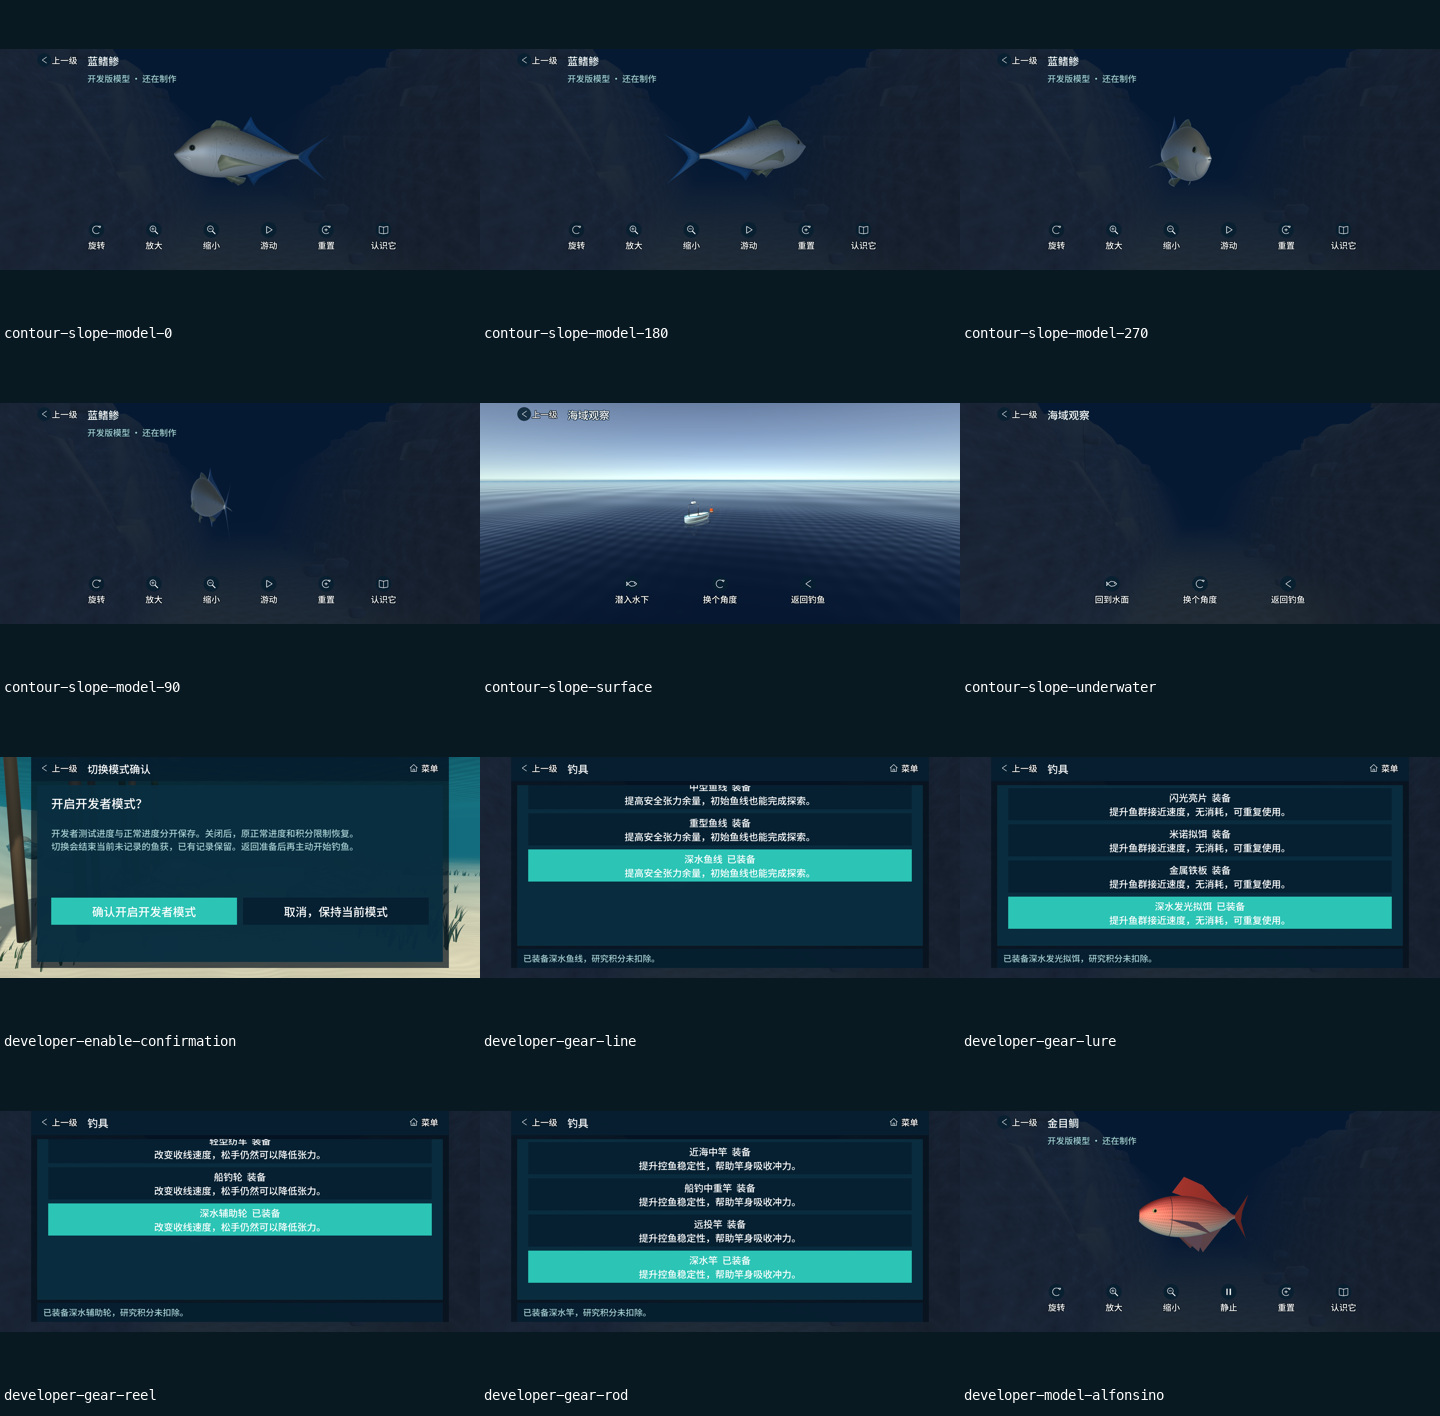 上一级 蓝鳍鲹
开发版模型 · 还在制作
旋转 放大 缩小 游动 重置 认识它
contour-slope-model-0
上一级 蓝鳍鲹
开发版模型 · 还在制作
旋转 放大 缩小 游动 重置 认识它
contour-slope-model-180
上一级 蓝鳍鲹
开发版模型 · 还在制作
旋转 放大 缩小 游动 重置 认识它
contour-slope-model-270
上一级 蓝鳍鲹
开发版模型 · 还在制作
旋转 放大 缩小 游动 重置 认识它
contour-slope-model-90
上一级 海域观察
潜入水下 换个角度 返回钓鱼
contour-slope-surface
上一级 海域观察
回到水面 换个角度 返回钓鱼
contour-slope-underwater
上一级 切换模式确认 菜单
开启开发者模式？
开发者测试进度与正常进度分开保存。关闭后，原正常进度和积分限制恢复。
切换会结束当前未记录的鱼获，已有记录保留。返回准备后再主动开始钓鱼。
确认开启开发者模式 取消，保持当前模式
developer-enable-confirmation
上一级 钓具 菜单
中型鱼线 装备
提高安全张力余量，初始鱼线也能完成探索。
重型鱼线 装备
提高安全张力余量，初始鱼线也能完成探索。
深水鱼线 已装备
提高安全张力余量，初始鱼线也能完成探索。
已装备深水鱼线，研究积分未扣除。
developer-gear-line
上一级 钓具 菜单
闪光亮片 装备
提升鱼群接近速度，无消耗，可重复使用。
米诺拟饵 装备
提升鱼群接近速度，无消耗，可重复使用。
金属铁板 装备
提升鱼群接近速度，无消耗，可重复使用。
深水发光拟饵 已装备
提升鱼群接近速度，无消耗，可重复使用。
已装备深水发光拟饵，研究积分未扣除。
developer-gear-lure
上一级 钓具 菜单
轻型纺车 装备
改变收线速度，松手仍然可以降低张力。
船钓轮 装备
改变收线速度，松手仍然可以降低张力。
深水辅助轮 已装备
改变收线速度，松手仍然可以降低张力。
已装备深水辅助轮，研究积分未扣除。
developer-gear-reel
上一级 钓具 菜单
近海中竿 装备
提升控鱼稳定性，帮助竿身吸收冲力。
船钓中重竿 装备
提升控鱼稳定性，帮助竿身吸收冲力。
远投竿 装备
提升控鱼稳定性，帮助竿身吸收冲力。
深水竿 已装备
提升控鱼稳定性，帮助竿身吸收冲力。
已装备深水竿，研究积分未扣除。
developer-gear-rod
上一级 金目鲷
开发版模型 · 还在制作
旋转 放大 缩小 静止 重置 认识它
developer-model-alfonsino